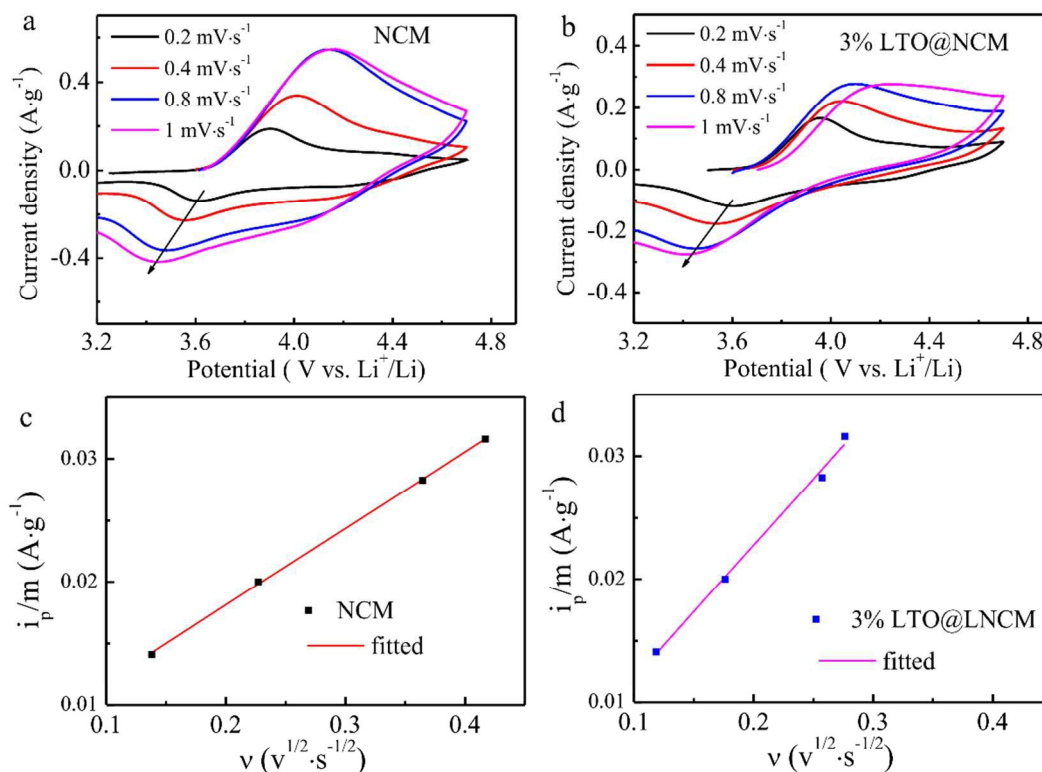 a
NCM
0.2 mV·s⁻¹
0.4 mV·s⁻¹
0.8 mV·s⁻¹
1 mV·s⁻¹
Current density (A·g⁻¹)
0.4
0.0
-0.4
3.2 3.6 4.0 4.4 4.8
Potential ( V vs. Li⁺/Li)
b
3% LTO@NCM
0.2 mV·s⁻¹
0.4 mV·s⁻¹
0.8 mV·s⁻¹
1 mV·s⁻¹
Current density (A·g⁻¹)
0.4
0.2
0.0
-0.2
-0.4
3.2 3.6 4.0 4.4 4.8
Potential ( V vs. Li⁺/Li)
c
iₚ/m (A·g⁻¹)
0.03
0.02
0.01
NCM
fitted
0.1 0.2 0.3 0.4
ν (v¹/²·s⁻¹/²)
d
iₚ/m (A·g⁻¹)
0.03
0.02
0.01
3% LTO@LNCM
fitted
0.1 0.2 0.3 0.4
ν (v¹/²·s⁻¹/²)